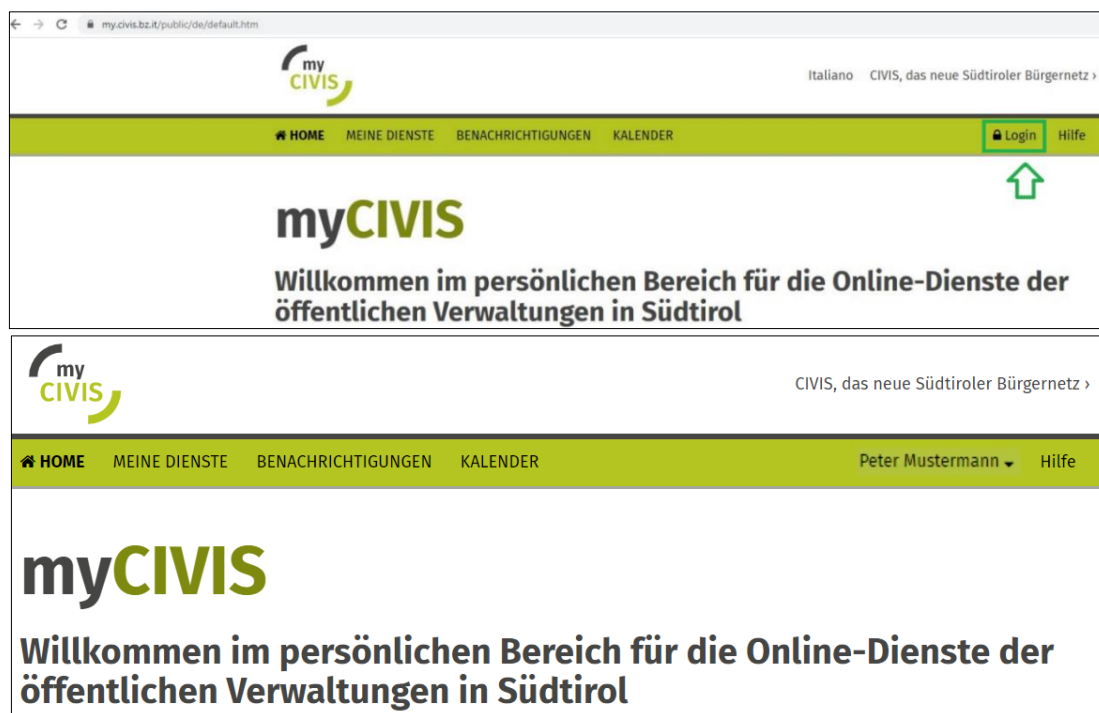 my.civis.bz.it/public/de/default.htm
my
CIVIS
Italiano CIVIS, das neue Südtiroler Bürgernetz ›
HOME MEINE DIENSTE BENACHRICHTIGUNGEN KALENDER Login Hilfe
myCIVIS
Willkommen im persönlichen Bereich für die Online-Dienste der
öffentlichen Verwaltungen in Südtirol
my
CIVIS
CIVIS, das neue Südtiroler Bürgernetz ›
HOME MEINE DIENSTE BENACHRICHTIGUNGEN KALENDER Peter Mustermann Hilfe
myCIVIS
Willkommen im persönlichen Bereich für die Online-Dienste der
öffentlichen Verwaltungen in Südtirol